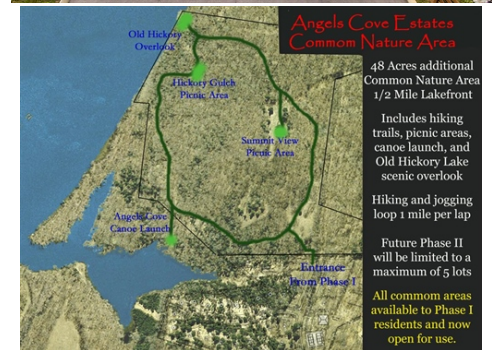 Angels Cove Estates
Commom Nature Area
Old Hickory
Overlook
Hickory Gulch
Picnic Area
Summit View
Picnic Area
Angels Cove
Canoe Launch
Entrance
From Phase I
48 Acres additional
Common Nature Area
1/2 Mile Lakefront
Includes hiking
trails, picnic areas,
canoe launch, and
Old Hickory Lake
scenic overlook
Hiking and jogging
loop 1 mile per lap
Future Phase II
will be limited to a
maximum of 5 lots
All commom areas
available to Phase I
residents and now
open for use.